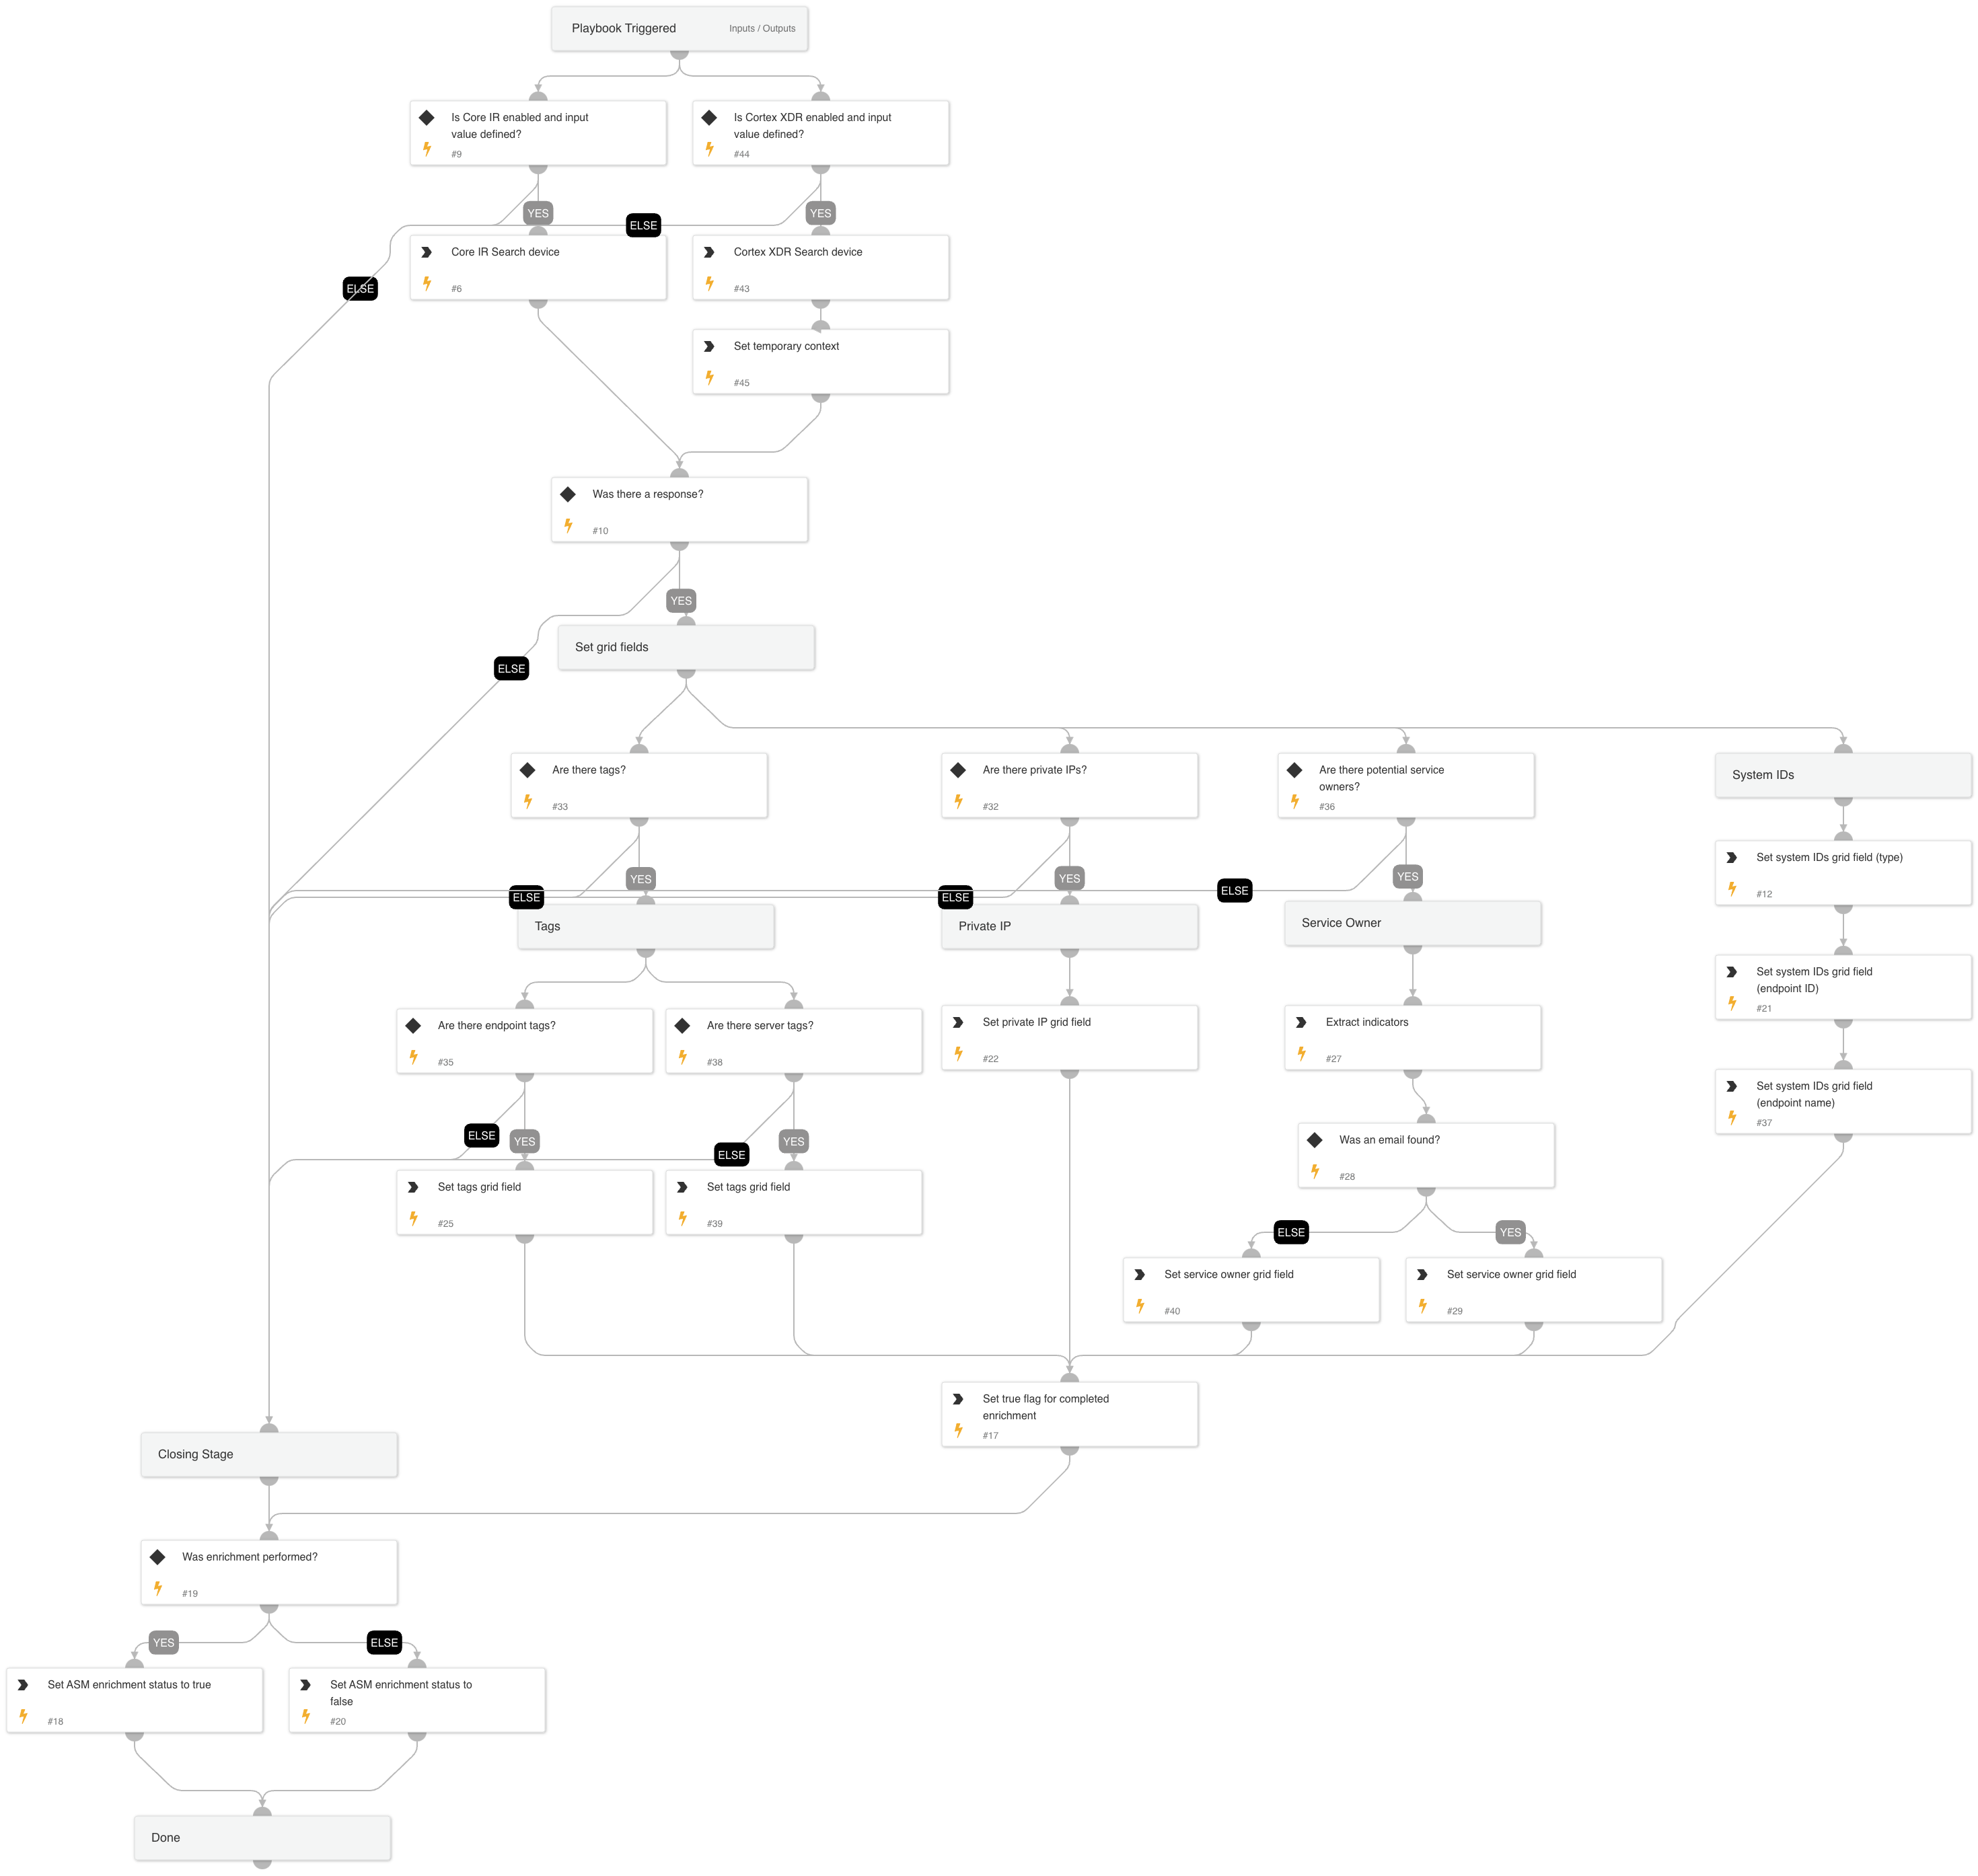 Playbook Triggered
Inputs / Outputs
Is Core IR enabled and input
value defined?
#9
Is Cortex XDR enabled and input
value defined?
#44
YES
ELSE
YES
ELSE
Core IR Search device
#6
Cortex XDR Search device
#43
Set temporary context
#45
Was there a response?
#10
YES
Set grid fields
ELSE
Are there tags?
#33
Are there private IPs?
#32
Are there potential service
owners?
#36
System IDs
YES
ELSE
YES
ELSE
YES
ELSE
Set system IDs grid field (type)
#12
Tags
Private IP
Service Owner
Set system IDs grid field
(endpoint ID)
#21
Are there endpoint tags?
#35
Are there server tags?
#38
Set private IP grid field
#22
Extract indicators
#27
Set system IDs grid field
(endpoint name)
#37
ELSE
YES
ELSE
YES
Was an email found?
#28
Set tags grid field
#25
Set tags grid field
#39
ELSE
YES
Set service owner grid field
#40
Set service owner grid field
#29
Set true flag for completed
enrichment
#17
Closing Stage
Was enrichment performed?
#19
YES
ELSE
Set ASM enrichment status to true
#18
Set ASM enrichment status to
false
#20
Done